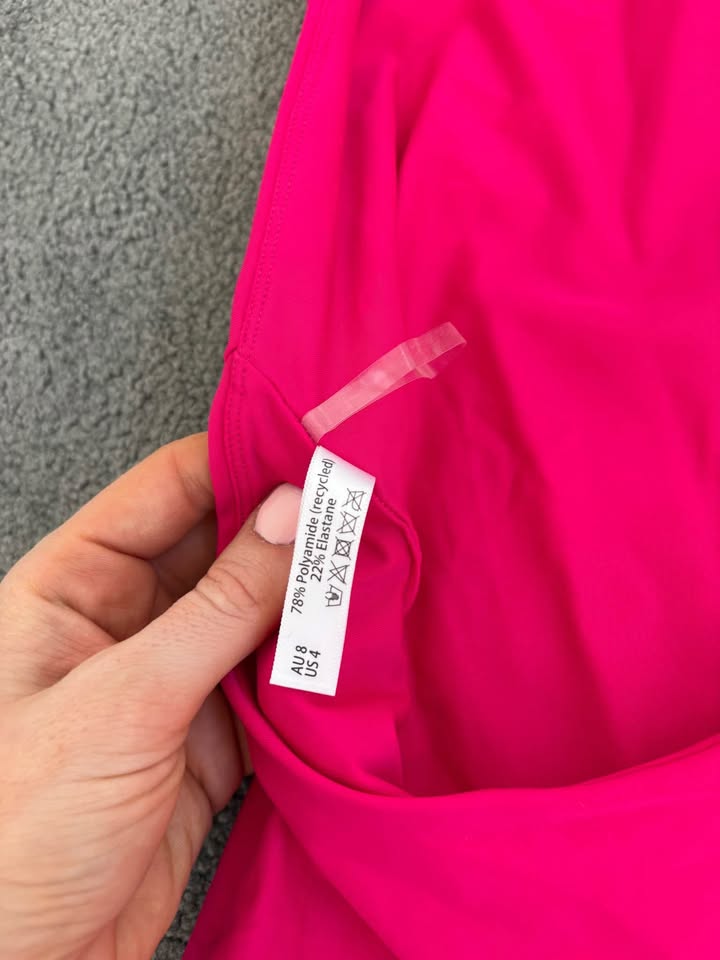 78% Polyamide (recycled)
22% Elastane
AU 8
US 4